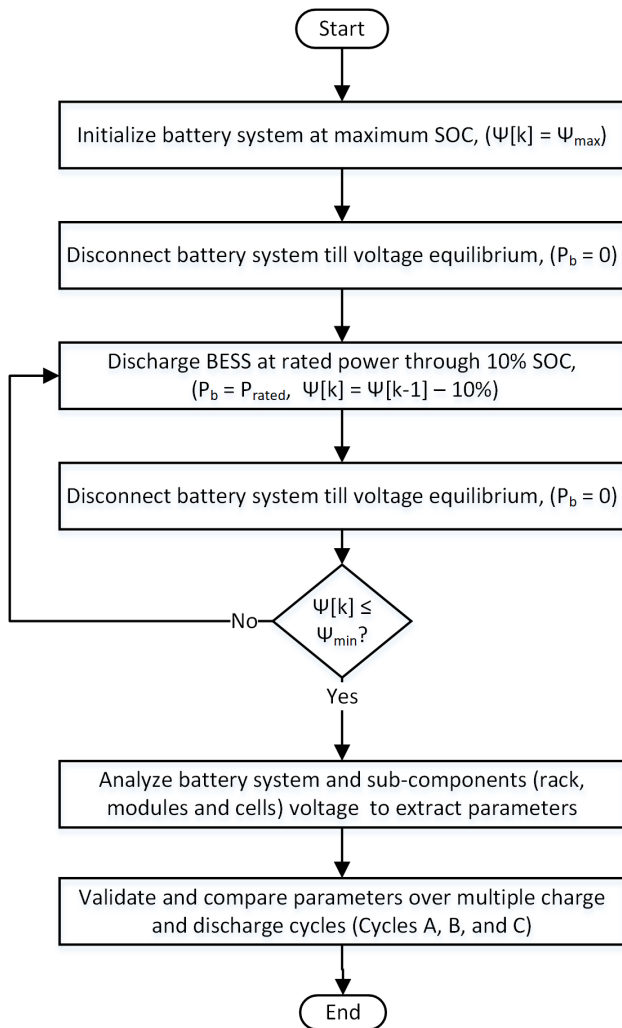 Start
Initialize battery system at maximum SOC, (Ψ[k] = Ψmax)
Disconnect battery system till voltage equilibrium, (Pb = 0)
Discharge BESS at rated power through 10% SOC,
(Pb = Prated, Ψ[k] = Ψ[k-1] – 10%)
Disconnect battery system till voltage equilibrium, (Pb = 0)
Ψ[k] ≤
Ψmin?
No
Yes
Analyze battery system and sub-components (rack,
modules and cells) voltage to extract parameters
Validate and compare parameters over multiple charge
and discharge cycles (Cycles A, B, and C)
End